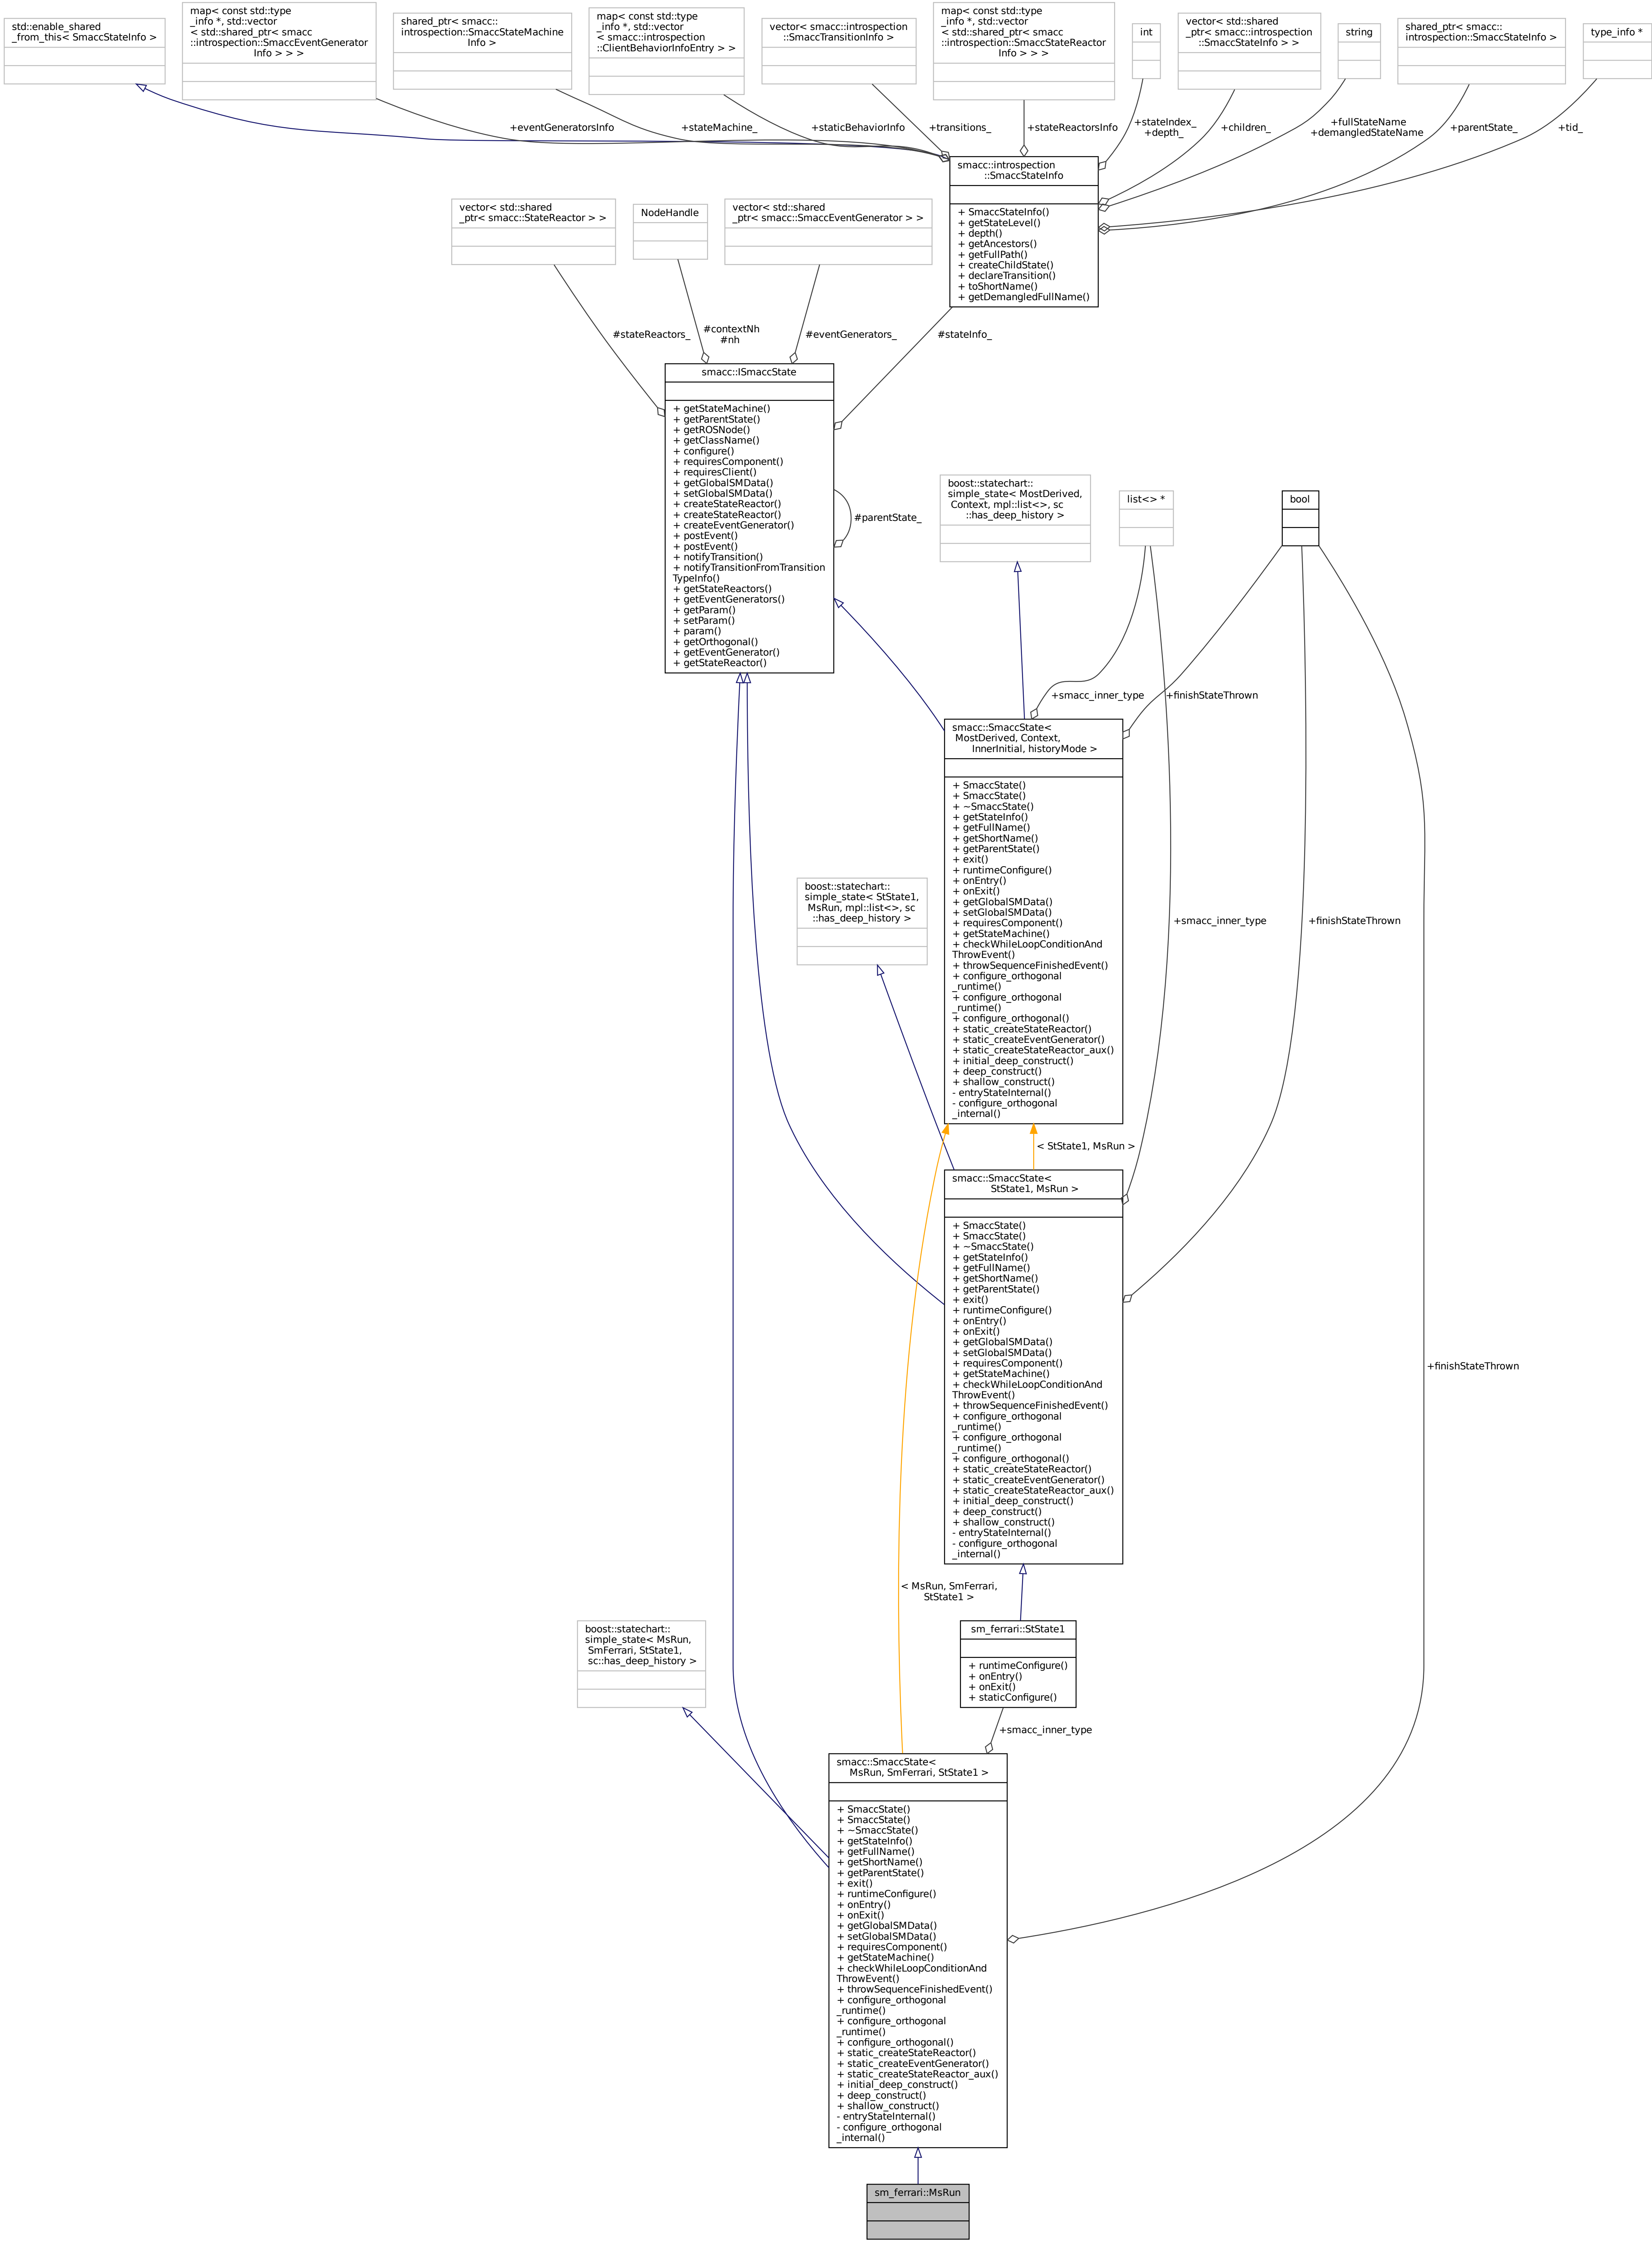 std::enable_shared
_from_this< SmaccStateInfo >
map< const std::type
_info *, std::vector
< std::shared_ptr< smacc
::introspection::SmaccEventGenerator
Info > > >
shared_ptr< smacc::
introspection::SmaccStateMachine
Info >
map< const std::type
_info *, std::vector
< smacc::introspection
::ClientBehaviorInfoEntry > >
vector< smacc::introspection
::SmaccTransitionInfo >
map< const std::type
_info *, std::vector
< std::shared_ptr< smacc
::introspection::SmaccStateReactor
Info > > >
int
vector< std::shared
_ptr< smacc::introspection
::SmaccStateInfo > >
string
shared_ptr< smacc::
introspection::SmaccStateInfo >
type_info *
+eventGeneratorsInfo
+stateMachine_
+staticBehaviorInfo
+transitions_
+stateReactorsInfo
+stateIndex_
+depth_
+children_
+fullStateName
+demangledStateName
+parentState_
+tid_
smacc::introspection
::SmaccStateInfo
+ SmaccStateInfo()
+ getStateLevel()
+ depth()
+ getAncestors()
+ getFullPath()
+ createChildState()
+ declareTransition()
+ toShortName()
+ getDemangledFullName()
vector< std::shared
_ptr< smacc::StateReactor > >
NodeHandle
vector< std::shared
_ptr< smacc::SmaccEventGenerator > >
#stateReactors_
#contextNh
#nh
#eventGenerators_
#stateInfo_
smacc::ISmaccState
+ getStateMachine()
+ getParentState()
+ getROSNode()
+ getClassName()
+ configure()
+ requiresComponent()
+ requiresClient()
+ getGlobalSMData()
+ setGlobalSMData()
+ createStateReactor()
+ createStateReactor()
+ createEventGenerator()
+ postEvent()
+ postEvent()
+ notifyTransition()
+ notifyTransitionFromTransition
TypeInfo()
+ getStateReactors()
+ getEventGenerators()
+ getParam()
+ setParam()
+ param()
+ getOrthogonal()
+ getEventGenerator()
+ getStateReactor()
#parentState_
boost::statechart::
simple_state< MostDerived,
Context, mpl::list<>, sc
::has_deep_history >
list<> *
bool
+smacc_inner_type
+finishStateThrown
smacc::SmaccState<
MostDerived, Context,
InnerInitial, historyMode >
+ SmaccState()
+ SmaccState()
+ ~SmaccState()
+ getStateInfo()
+ getFullName()
+ getShortName()
+ getParentState()
+ exit()
+ runtimeConfigure()
+ onEntry()
+ onExit()
+ getGlobalSMData()
+ setGlobalSMData()
+ requiresComponent()
+ getStateMachine()
+ checkWhileLoopConditionAnd
ThrowEvent()
+ throwSequenceFinishedEvent()
+ configure_orthogonal
_runtime()
+ configure_orthogonal
_runtime()
+ configure_orthogonal()
+ static_createStateReactor()
+ static_createEventGenerator()
+ static_createStateReactor_aux()
+ initial_deep_construct()
+ deep_construct()
+ shallow_construct()
- entryStateInternal()
- configure_orthogonal
_internal()
boost::statechart::
simple_state< StState1,
MsRun, mpl::list<>, sc
::has_deep_history >
+smacc_inner_type
+finishStateThrown
< StState1, MsRun >
smacc::SmaccState<
StState1, MsRun >
+ SmaccState()
+ SmaccState()
+ ~SmaccState()
+ getStateInfo()
+ getFullName()
+ getShortName()
+ getParentState()
+ exit()
+ runtimeConfigure()
+ onEntry()
+ onExit()
+ getGlobalSMData()
+ setGlobalSMData()
+ requiresComponent()
+ getStateMachine()
+ checkWhileLoopConditionAnd
ThrowEvent()
+ throwSequenceFinishedEvent()
+ configure_orthogonal
_runtime()
+ configure_orthogonal
_runtime()
+ configure_orthogonal()
+ static_createStateReactor()
+ static_createEventGenerator()
+ static_createStateReactor_aux()
+ initial_deep_construct()
+ deep_construct()
+ shallow_construct()
- entryStateInternal()
- configure_orthogonal
_internal()
+finishStateThrown
< MsRun, SmFerrari,
StState1 >
boost::statechart::
simple_state< MsRun,
SmFerrari, StState1,
sc::has_deep_history >
sm_ferrari::StState1
+ runtimeConfigure()
+ onEntry()
+ onExit()
+ staticConfigure()
+smacc_inner_type
smacc::SmaccState<
MsRun, SmFerrari, StState1 >
+ SmaccState()
+ SmaccState()
+ ~SmaccState()
+ getStateInfo()
+ getFullName()
+ getShortName()
+ getParentState()
+ exit()
+ runtimeConfigure()
+ onEntry()
+ onExit()
+ getGlobalSMData()
+ setGlobalSMData()
+ requiresComponent()
+ getStateMachine()
+ checkWhileLoopConditionAnd
ThrowEvent()
+ throwSequenceFinishedEvent()
+ configure_orthogonal
_runtime()
+ configure_orthogonal
_runtime()
+ configure_orthogonal()
+ static_createStateReactor()
+ static_createEventGenerator()
+ static_createStateReactor_aux()
+ initial_deep_construct()
+ deep_construct()
+ shallow_construct()
- entryStateInternal()
- configure_orthogonal
_internal()
sm_ferrari::MsRun